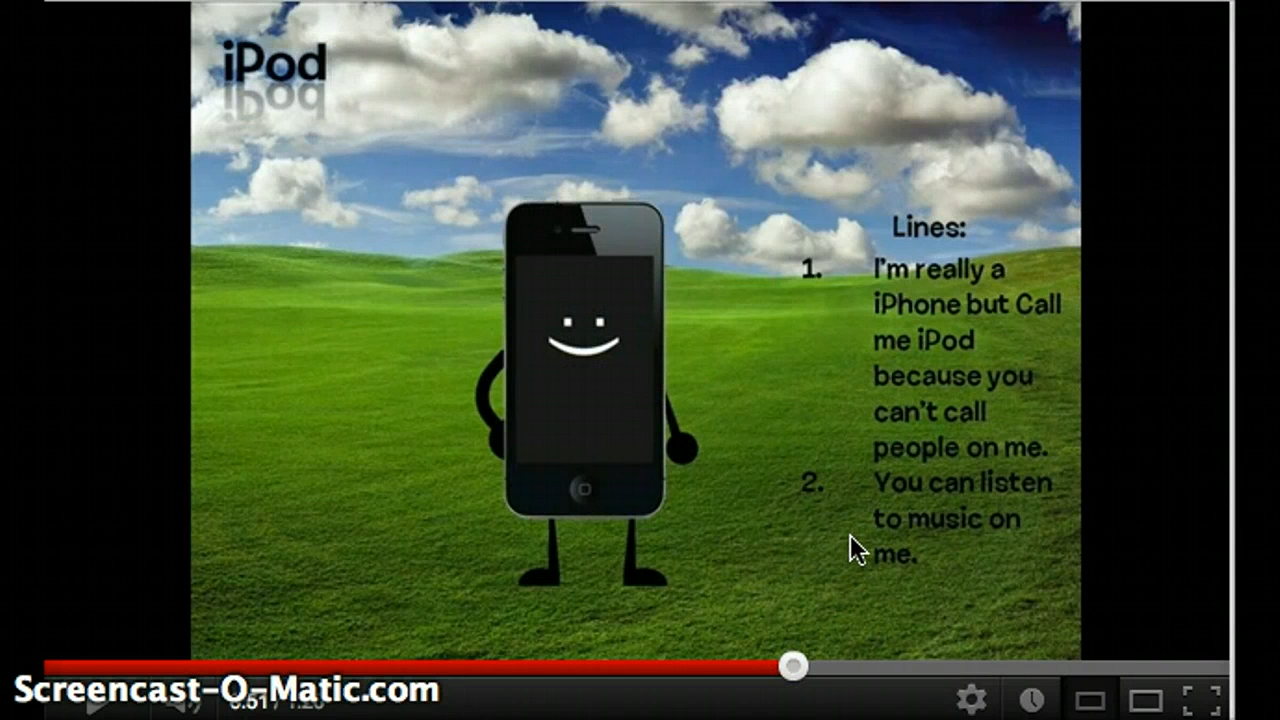 iPod
Lines:
1. I'm really a
iPhone but Call
me iPod
because you
can't call
people on me.
2. You can listen
to music on
me.
Screencast-O-Matic.com